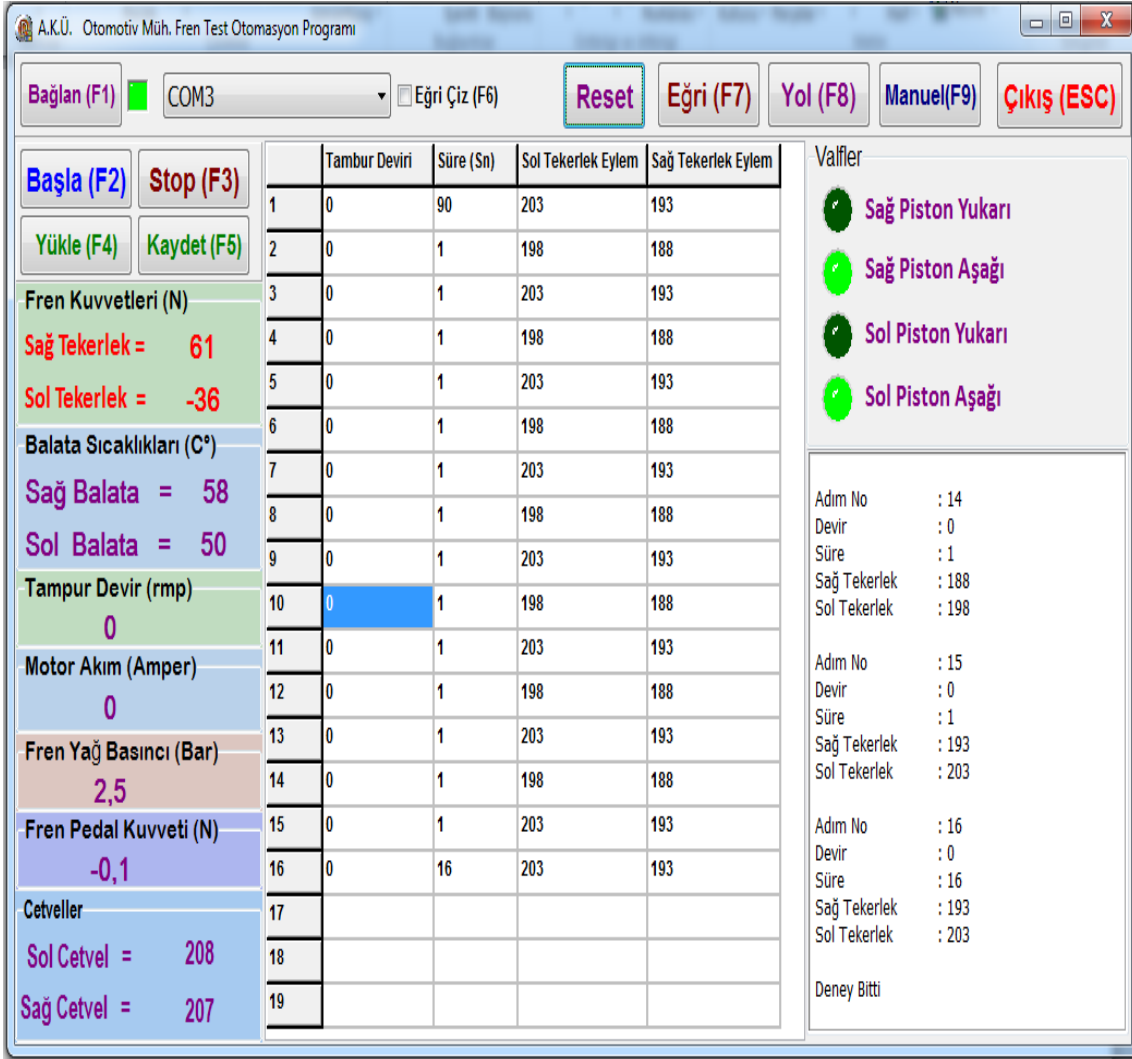 A.K.Ü. Otomotiv Müh. Fren Test Otomasyon Programı
Bağlan (F1) COM3 Eğri Çiz (F6) Reset Eğri (F7) Yol (F8) Manuel(F9) Çıkış (ESC)
Başla (F2) Stop (F3)
Yükle (F4) Kaydet (F5)
Fren Kuvvetleri (N)
Sağ Tekerlek = 61
Sol Tekerlek = -36
Balata Sıcaklıkları (C°)
Sağ Balata = 58
Sol Balata = 50
Tampur Devir (rmp)
0
Motor Akım (Amper)
0
Fren Yağ Basıncı (Bar)
2,5
Fren Pedal Kuvveti (N)
-0,1
Cetveller
Sol Cetvel = 208
Sağ Cetvel = 207
Tambur Deviri Süre (Sn) Sol Tekerlek Eylem Sağ Tekerlek Eylem
1 0 90 203 193
2 0 1 198 188
3 0 1 203 193
4 0 1 198 188
5 0 1 203 193
6 0 1 198 188
7 0 1 203 193
8 0 1 198 188
9 0 1 203 193
10 0 1 198 188
11 0 1 203 193
12 0 1 198 188
13 0 1 203 193
14 0 1 198 188
15 0 1 203 193
16 0 16 203 193
17
18
19
Valfler
Sağ Piston Yukarı
Sağ Piston Aşağı
Sol Piston Yukarı
Sol Piston Aşağı
Adım No : 14
Devir : 0
Süre : 1
Sağ Tekerlek : 188
Sol Tekerlek : 198
Adım No : 15
Devir : 0
Süre : 1
Sağ Tekerlek : 193
Sol Tekerlek : 203
Adım No : 16
Devir : 0
Süre : 16
Sağ Tekerlek : 193
Sol Tekerlek : 203
Deney Bitti